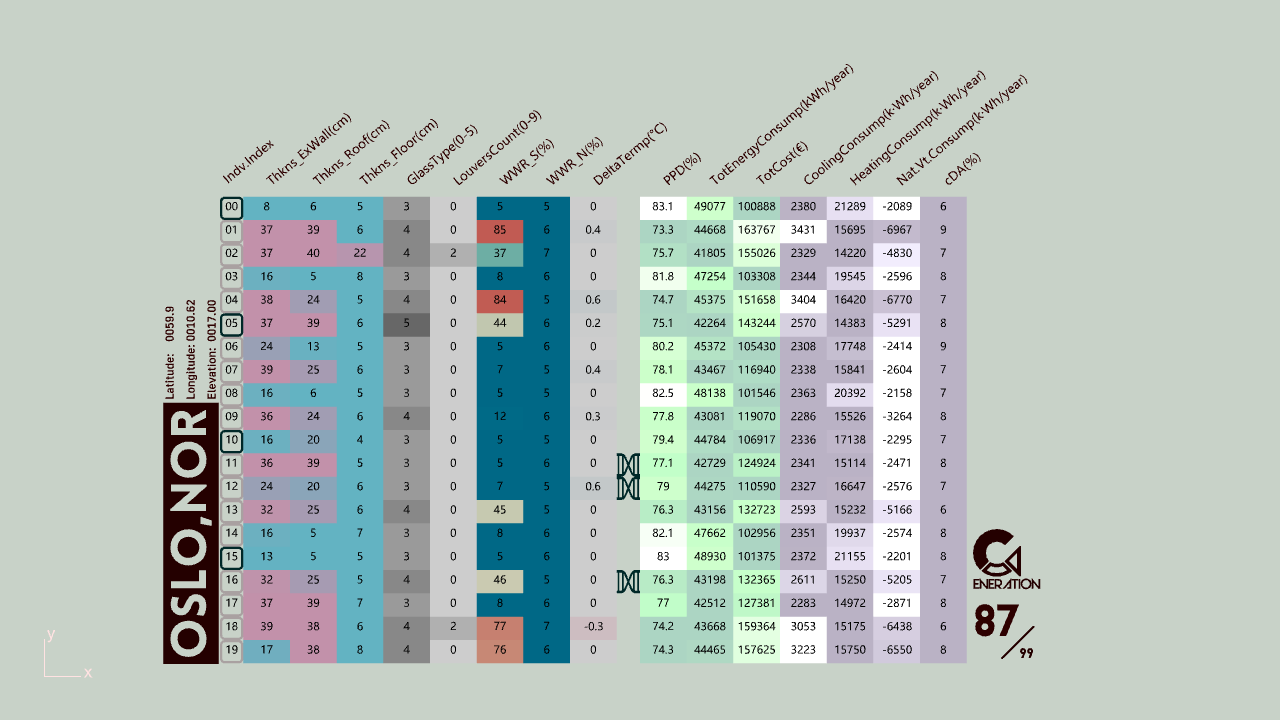 Indv.Index Thkns_ExWall(cm) Thkns_Roof(cm) Thkns_Floor(cm) GlassType(0-5) LouversCount(0-9) WWR_S(%) WWR_N(%) DeltaTermp(°C) PPD(%) TotEnergyConsump(kWh/year) TotCost(€) CoolingConsump(k·Wh/year) HeatingConsump(k·Wh/year) Nat.Vt.Consump(k·Wh/year) cDA(%)
00 8 6 5 3 0 5 5 0 83.1 49077 100888 2380 21289 -2089 6
01 37 39 6 4 0 85 6 0.4 73.3 44668 163767 3431 15695 -6967 9
02 37 40 22 4 2 37 7 0 75.7 41805 155026 2329 14220 -4830 7
03 16 5 8 3 0 8 6 0 81.8 47254 103308 2344 19545 -2596 8
04 38 24 5 4 0 84 5 0.6 74.7 45375 151658 3404 16420 -6770 7
05 37 39 6 5 0 44 6 0.2 75.1 42264 143244 2570 14383 -5291 8
06 24 13 5 3 0 5 6 0 80.2 45372 105430 2308 17748 -2414 9
07 39 25 6 3 0 7 5 0.4 78.1 43467 116940 2338 15841 -2604 7
08 16 6 5 3 0 5 5 0 82.5 48138 101546 2363 20392 -2158 7
09 36 24 6 4 0 12 6 0.3 77.8 43081 119070 2286 15526 -3264 8
10 16 20 4 3 0 5 5 0 79.4 44784 106917 2336 17138 -2295 7
11 36 39 5 3 0 5 6 0 77.1 42729 124924 2341 15114 -2471 8
12 24 20 6 3 0 7 5 0.6 79 44275 110590 2327 16647 -2576 7
13 32 25 6 4 0 45 5 0 76.3 43156 132723 2593 15232 -5166 6
14 16 5 7 3 0 8 6 0 82.1 47662 102956 2351 19937 -2574 8
15 13 5 5 3 0 5 6 0 83 48930 101375 2372 21155 -2201 8
16 32 25 5 4 0 46 5 0 76.3 43198 132365 2611 15250 -5205 7
17 37 39 7 3 0 8 6 0 77 42512 127381 2283 14972 -2871 8
18 39 38 6 4 2 77 7 -0.3 74.2 43668 159364 3053 15175 -6438 6
19 17 38 8 4 0 76 6 0 74.3 44465 157625 3223 15750 -6550 8
Latitude: 0059.9
Longitude: 0010.62
Elevation: 0017.00
OSLO,NOR
ENERATION
87/99
y
x